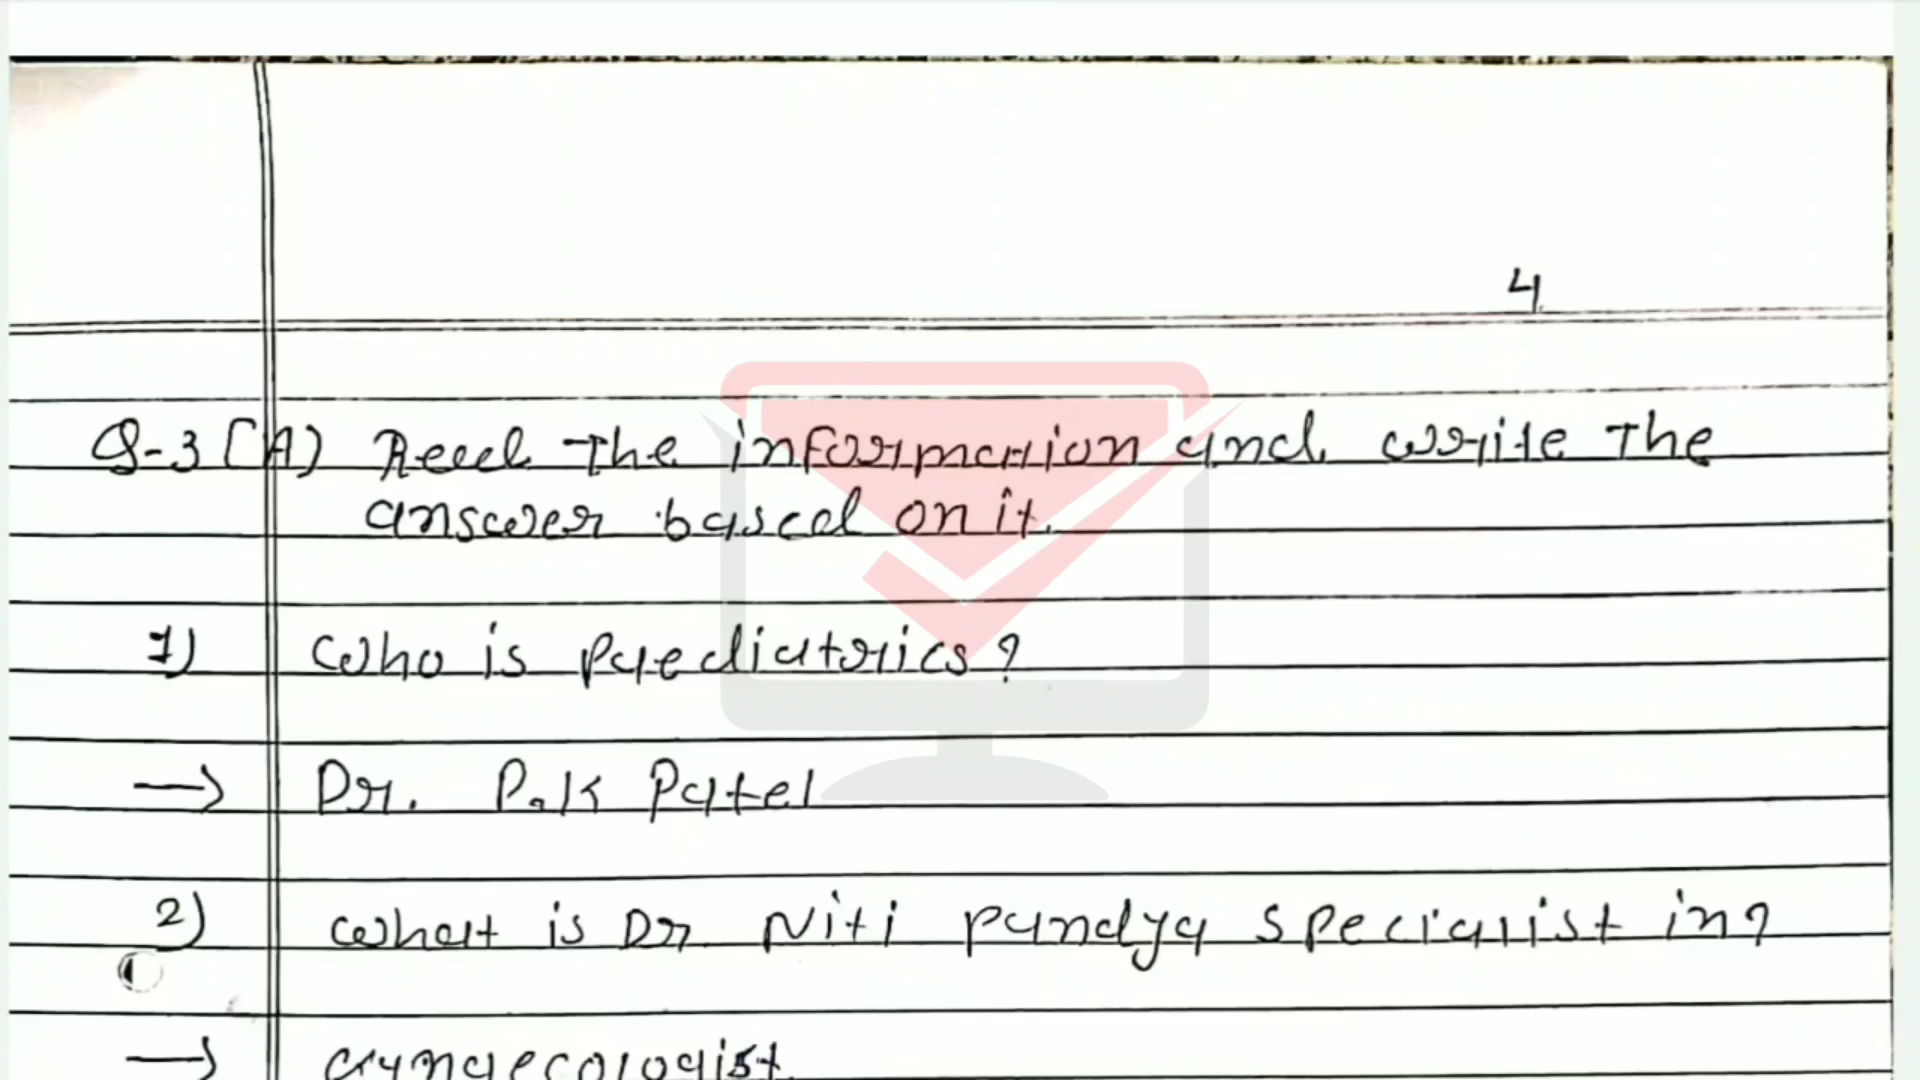 4
Q-3 [A) Read The information and write The
answer based on it.
1) Who is Paediatrics?
→ Dr. P.K Patel
2) What is Dr. Niti pandya specialist in?
→ Gynaecologist.